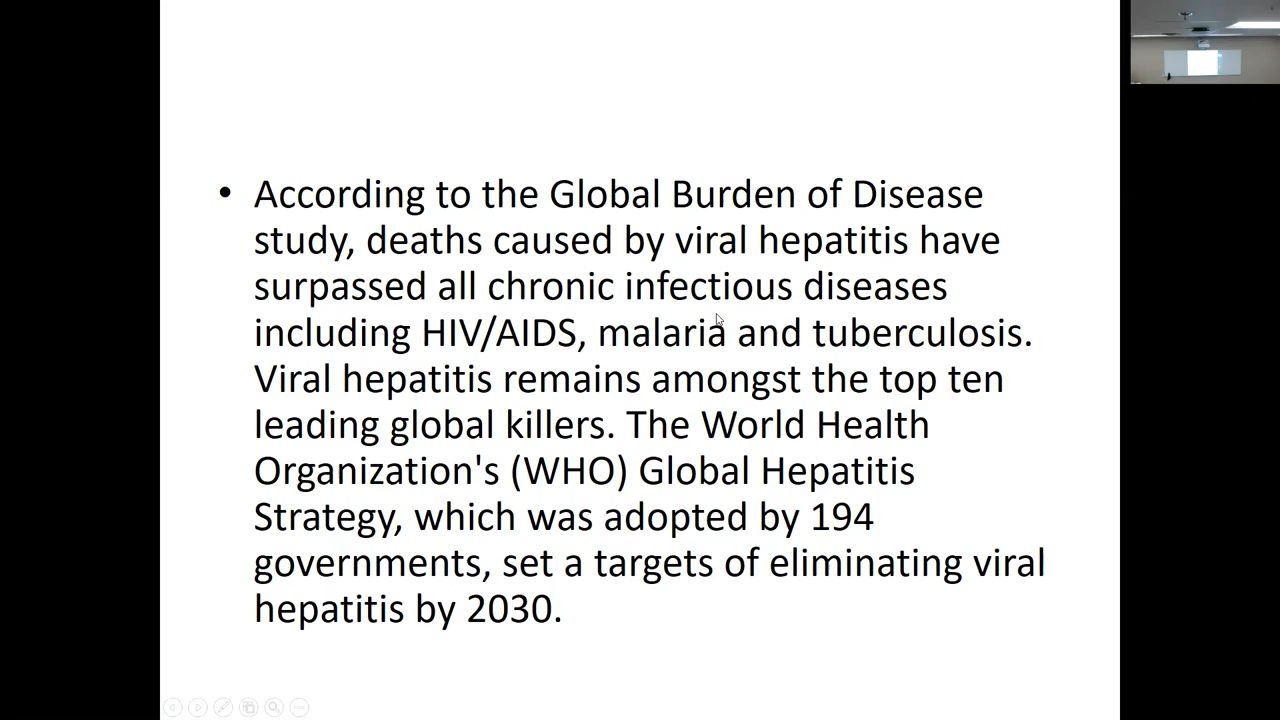 • According to the Global Burden of Disease
study, deaths caused by viral hepatitis have
surpassed all chronic infectious diseases
including HIV/AIDS, malaria and tuberculosis.
Viral hepatitis remains amongst the top ten
leading global killers. The World Health
Organization's (WHO) Global Hepatitis
Strategy, which was adopted by 194
governments, set a targets of eliminating viral
hepatitis by 2030.